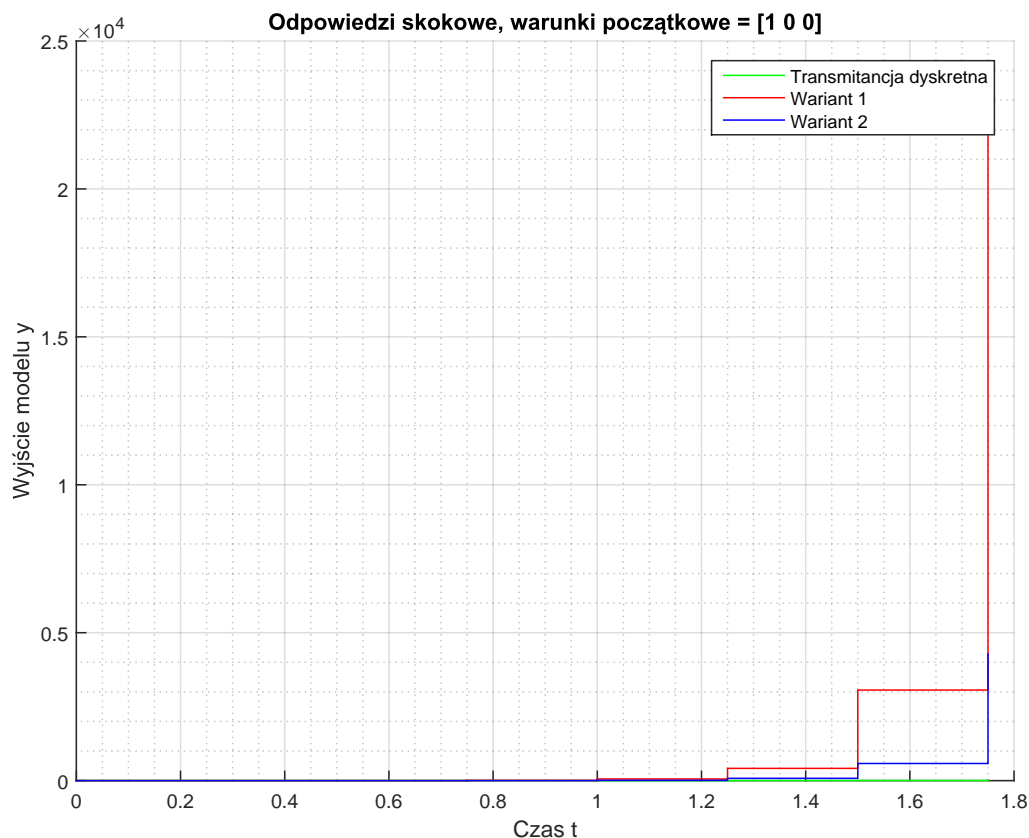 Odpowiedzi skokowe, warunki początkowe = [1 0 0]
×10⁴
2.5
2
1.5
1
0.5
0
Wyjście modelu y
Transmitancja dyskretna
Wariant 1
Wariant 2
0 0.2 0.4 0.6 0.8 1 1.2 1.4 1.6 1.8
Czas t